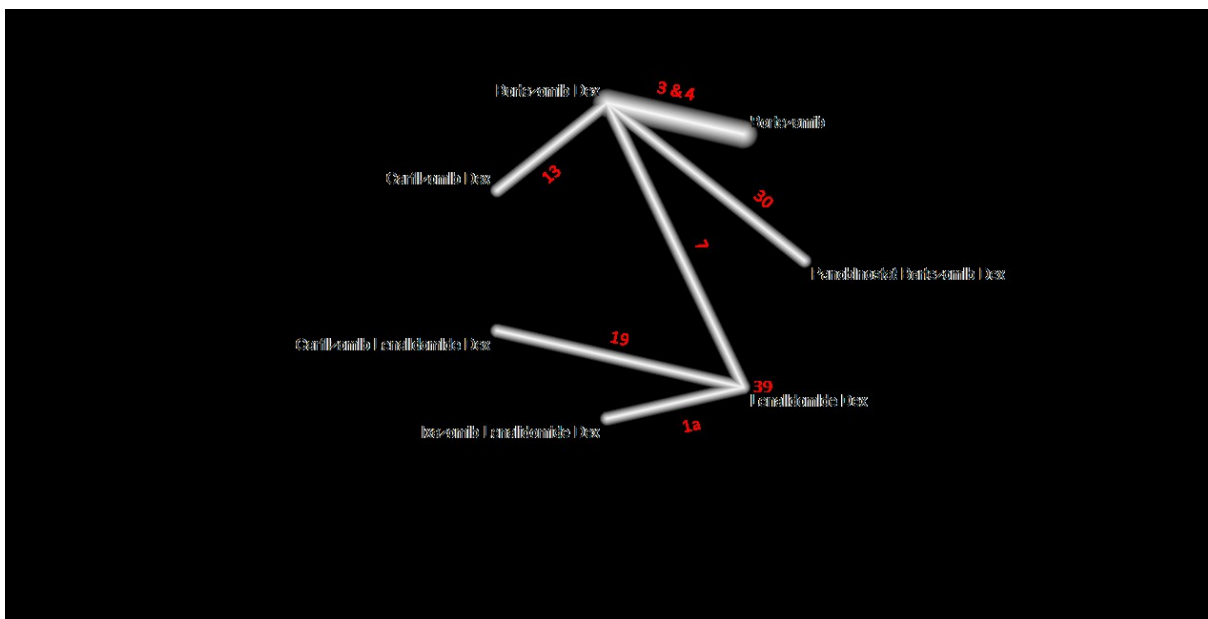 Bortezomib Dex
3 & 4
Bortezomib
Carfilzomib Dex
13
30
7
Panobinostat Bortezomib Dex
Carfilzomib Lenalidomide Dex
19
39
Lenalidomide Dex
Ixazomib Lenalidomide Dex
1a